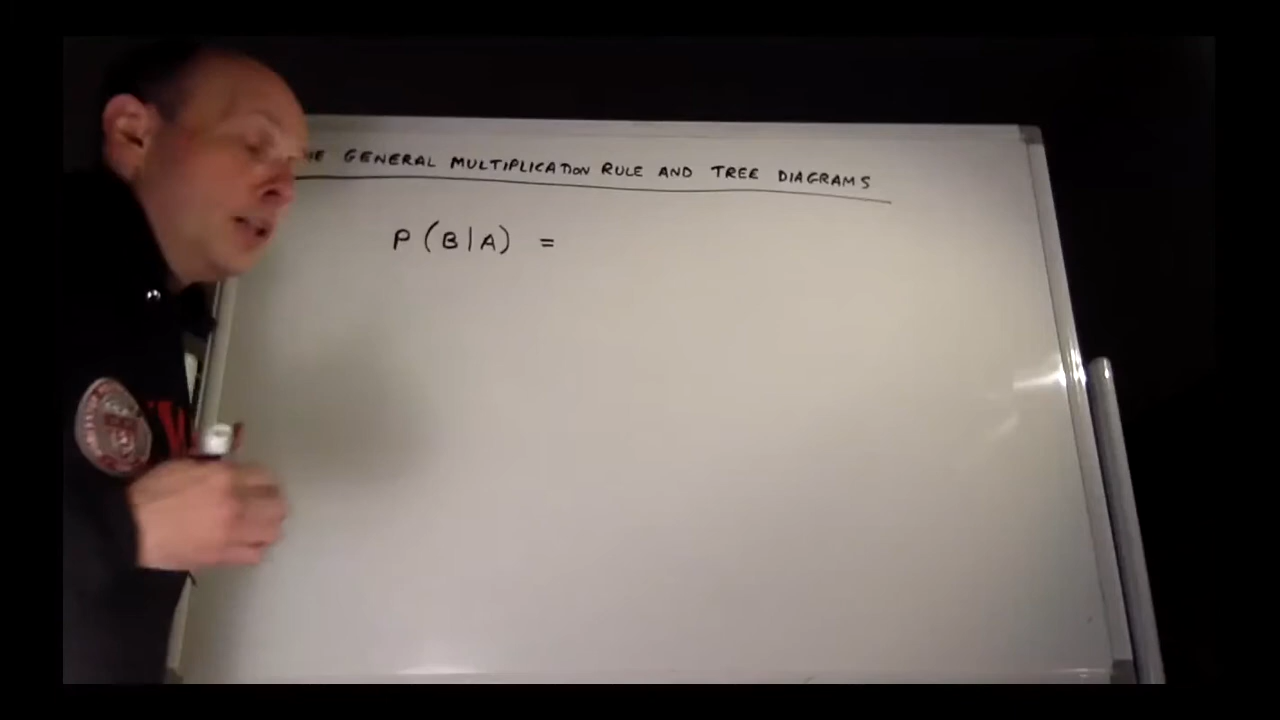 HE GENERAL MULTIPLICATION RULE AND TREE DIAGRAMS
P (B|A) =